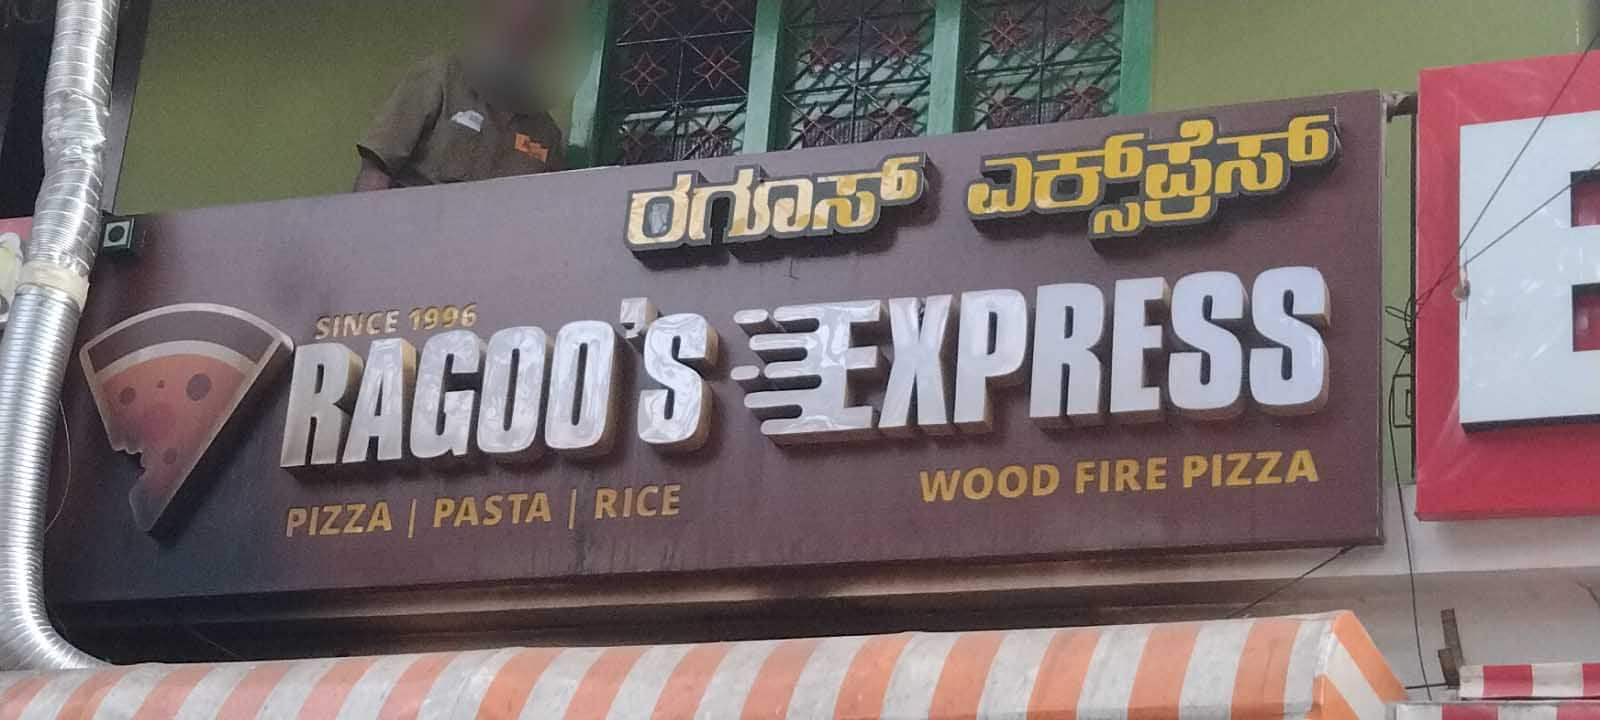 ರಗೂಸ್ ಎಕ್ಸ್‌ಪ್ರೆಸ್
SINCE 1996
RAGOO'S EXPRESS
PIZZA | PASTA | RICE
WOOD FIRE PIZZA